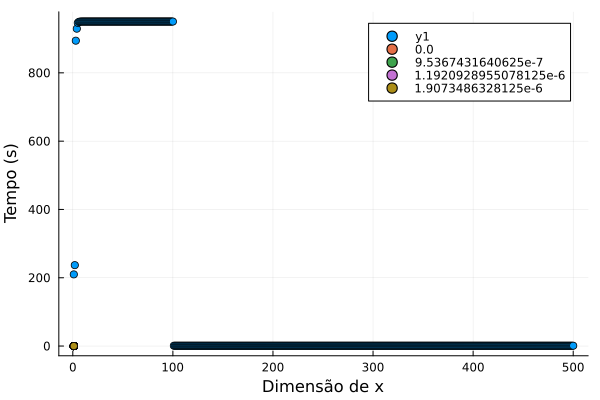 y1
0.0
9.5367431640625e-7
1.1920928955078125e-6
1.9073486328125e-6
800
600
400
200
0
Tempo (s)
0 100 200 300 400 500
Dimensão de x